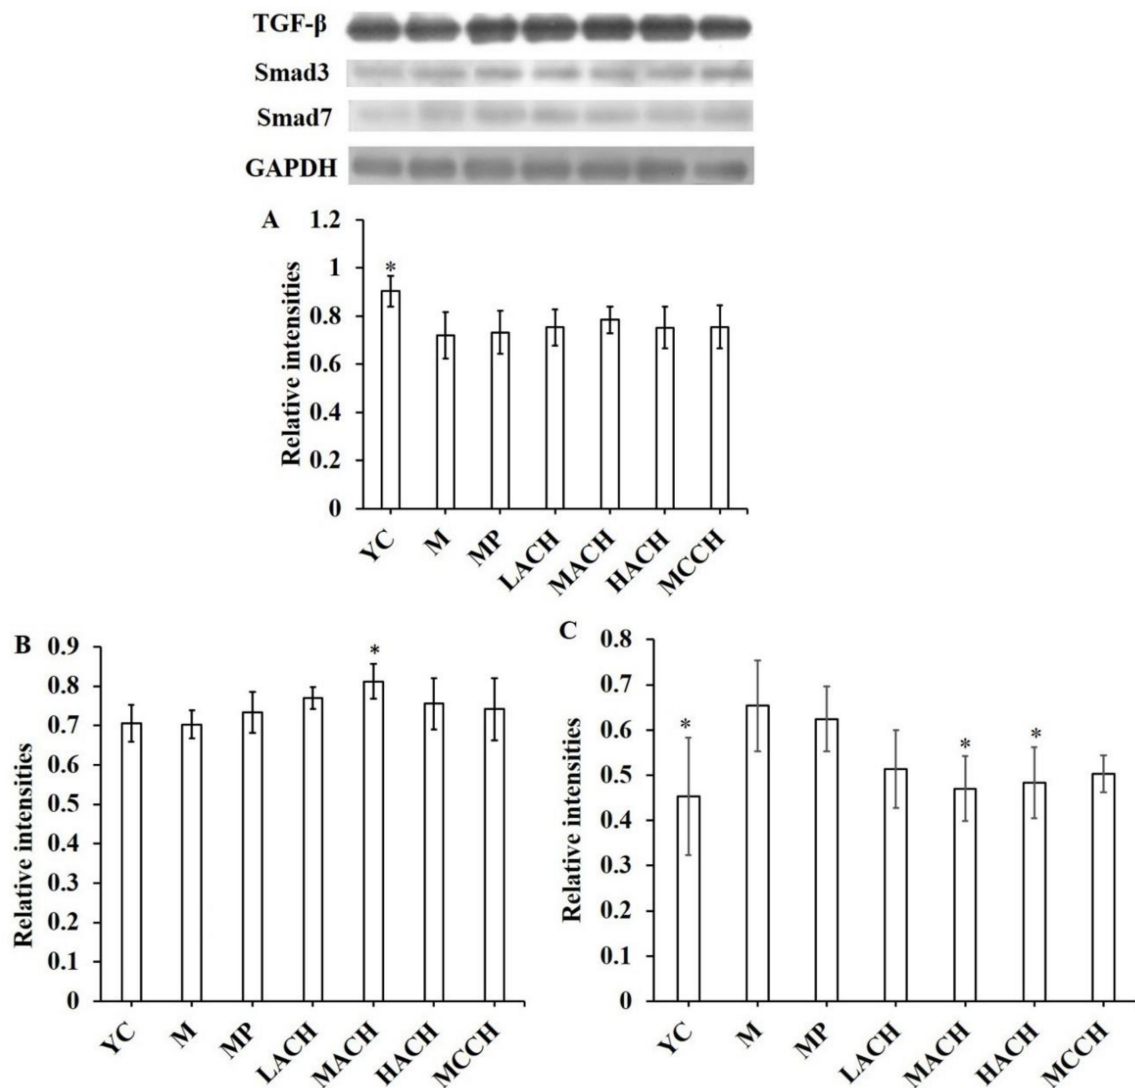 TGF-β
Smad3
Smad7
GAPDH
A
Relative intensities
1.2
1
0.8
0.6
0.4
0.2
0
*
YC
M
MP
LACH
MACH
HACH
MCCH
B
Relative intensities
0.9
0.8
0.7
0.6
0.5
0.4
0.3
0.2
0.1
0
*
YC
M
MP
LACH
MACH
HACH
MCCH
C
Relative intensities
0.8
0.7
0.6
0.5
0.4
0.3
0.2
0.1
0
*
*
*
YC
M
MP
LACH
MACH
HACH
MCCH